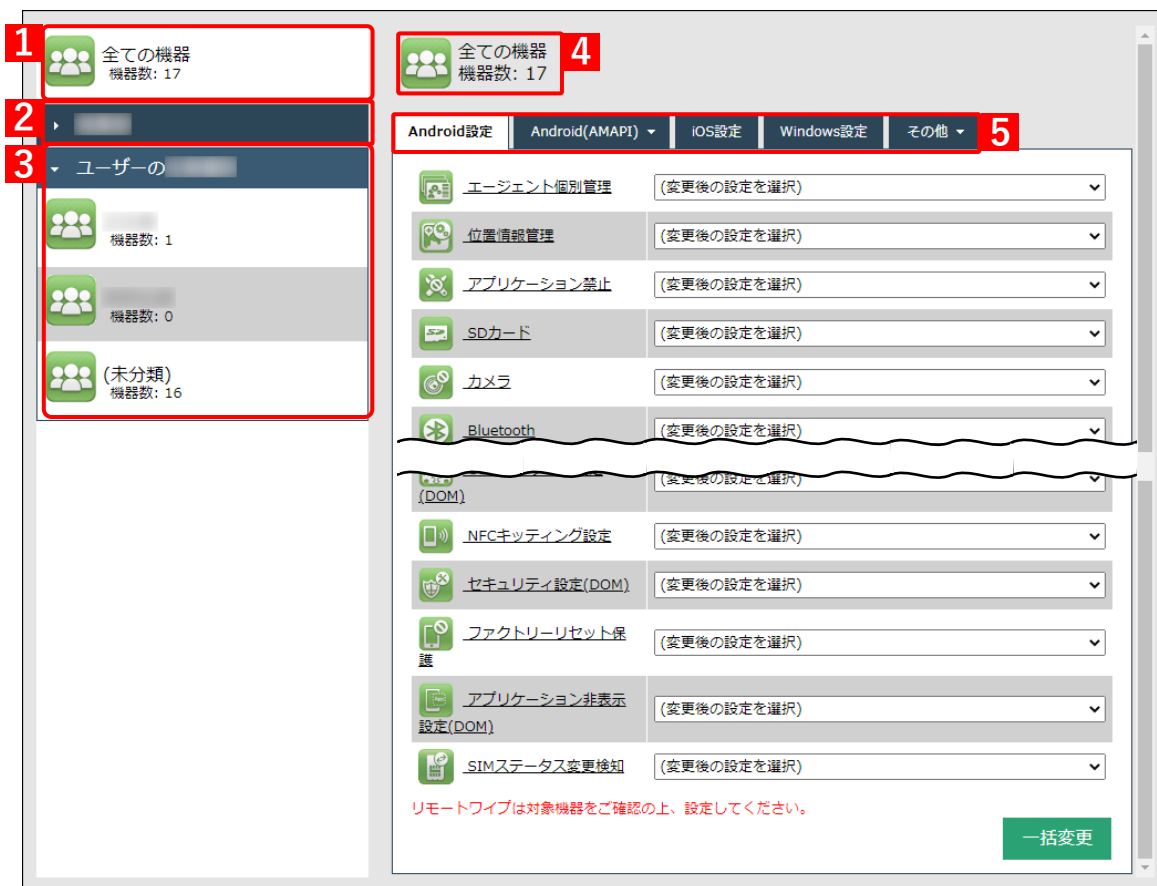 1
全ての機器
機器数: 17
2
3
ユーザーの
機器数: 1
機器数: 0
(未分類)
機器数: 16
全ての機器
機器数: 17
4
Android設定
Android(AMAPI)
iOS設定
Windows設定
その他
5
エージェント個別管理
(変更後の設定を選択)
位置情報管理
(変更後の設定を選択)
アプリケーション禁止
(変更後の設定を選択)
SDカード
(変更後の設定を選択)
カメラ
(変更後の設定を選択)
Bluetooth
(変更後の設定を選択)
(DOM)
(変更後の設定を選択)
NFCキッティング設定
(変更後の設定を選択)
セキュリティ設定(DOM)
(変更後の設定を選択)
ファクトリーリセット保
護
(変更後の設定を選択)
アプリケーション非表示
設定(DOM)
(変更後の設定を選択)
SIMステータス変更検知
(変更後の設定を選択)
リモートワイプは対象機器をご確認の上、設定してください。
一括変更